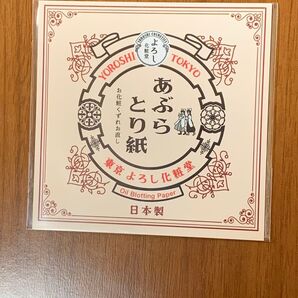 よろし
化粧堂
YOROSHI TOKYO
あぶら
とり紙
お化粧くずれお直し
東京よろし化粧堂
Oil Blotting Paper
日本製